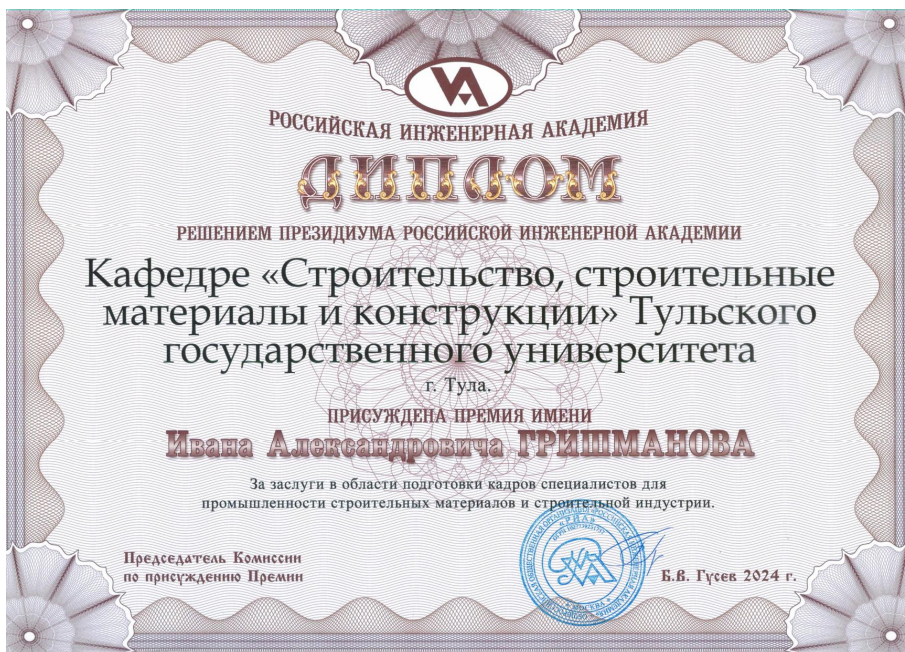 РОССИЙСКАЯ ИНЖЕНЕРНАЯ АКАДЕМИЯ
ДИПЛОМ
РЕШЕНИЕМ ПРЕЗИДИУМА РОССИЙСКОЙ ИНЖЕНЕРНОЙ АКАДЕМИИ
Кафедре «Строительство, строительные
материалы и конструкции» Тульского
государственного университета
г. Тула.
ПРИСУЖДЕНА ПРЕМИЯ ИМЕНИ
Ивана Александровича ГРИШМАНОВА
За заслуги в области подготовки кадров специалистов для
промышленности строительных материалов и строительной индустрии.
Председатель Комиссии
по присуждению Премии
Б.В. Гусев 2024 г.
«РИА»
МОСКВА